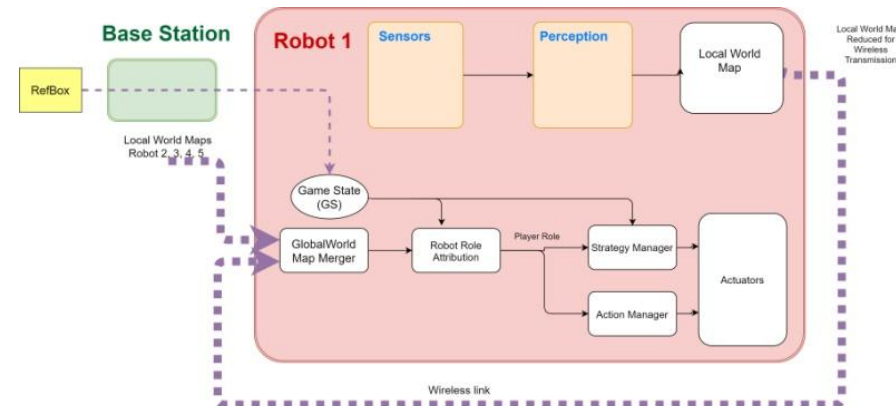 Base Station
Robot 1
Sensors
Perception
Local World
Map
Local World Ma
Reduced for
Wireless
Transmission
RefBox
Local World Maps
Robot 2, 3, 4, 5
Game State
(GS)
GlobalWorld
Map Merger
Robot Role
Attribution
Player Role
Strategy Manager
Action Manager
Actuators
Wireless link